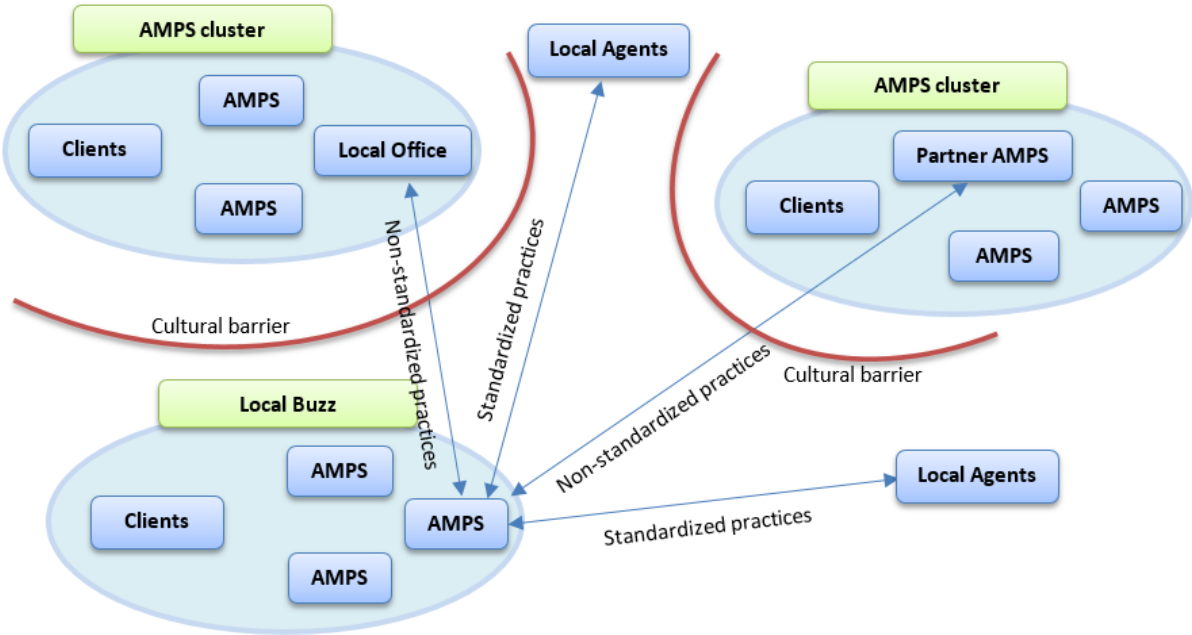 AMPS cluster
AMPS
Clients
Local Office
AMPS
Cultural barrier
Local Agents
AMPS cluster
Partner AMPS
Clients
AMPS
AMPS
Cultural barrier
Non-standardized practices
Standardized practices
Non-standardized practices
Local Buzz
AMPS
Clients
AMPS
AMPS
Local Agents
Standardized practices